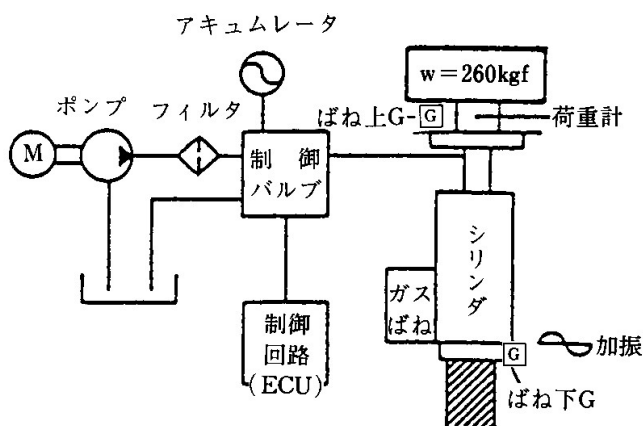 アキュムレータ
w=260kgf
ポンプ
フィルタ
ばね上G-
G
荷重計
M
制御
バルブ
シリンダ
ガス
ばね
制御
回路
(ECU)
G
加振
ばね下G